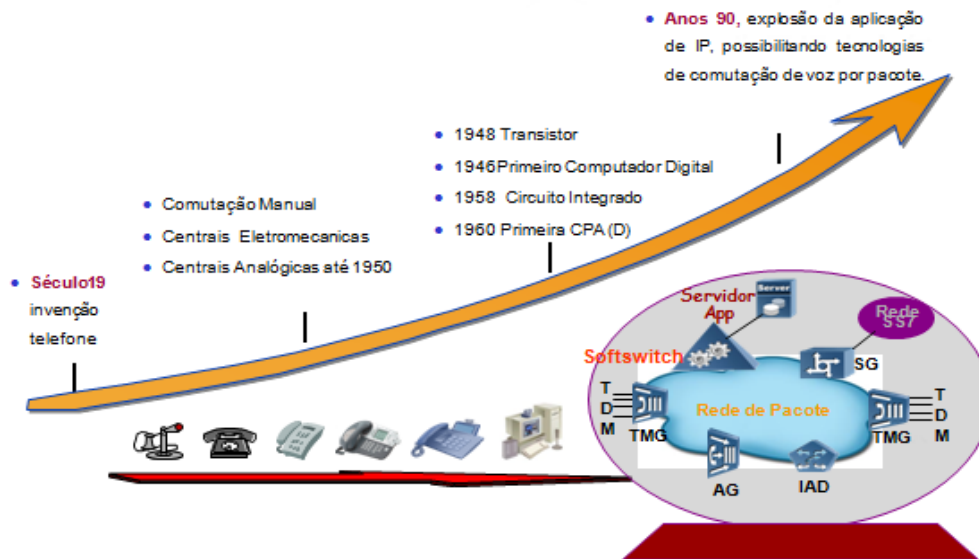 Anos 90, explosão da aplicação
de IP, possibilitando tecnologias
de comutação de voz por pacote.
1948 Transistor
1946Primeiro Computador Digital
1958 Circuito Integrado
1960 Primeira CPA (D)
Comutação Manual
Centrais Eletromecanicas
Centrais Analógicas até 1950
Século19
invenção
telefone
Servidor
App
Server
Rede
SS7
Softswitch
SG
T
D
M
TMG
Rede de Pacote
TMG
T
D
M
AG
IAD